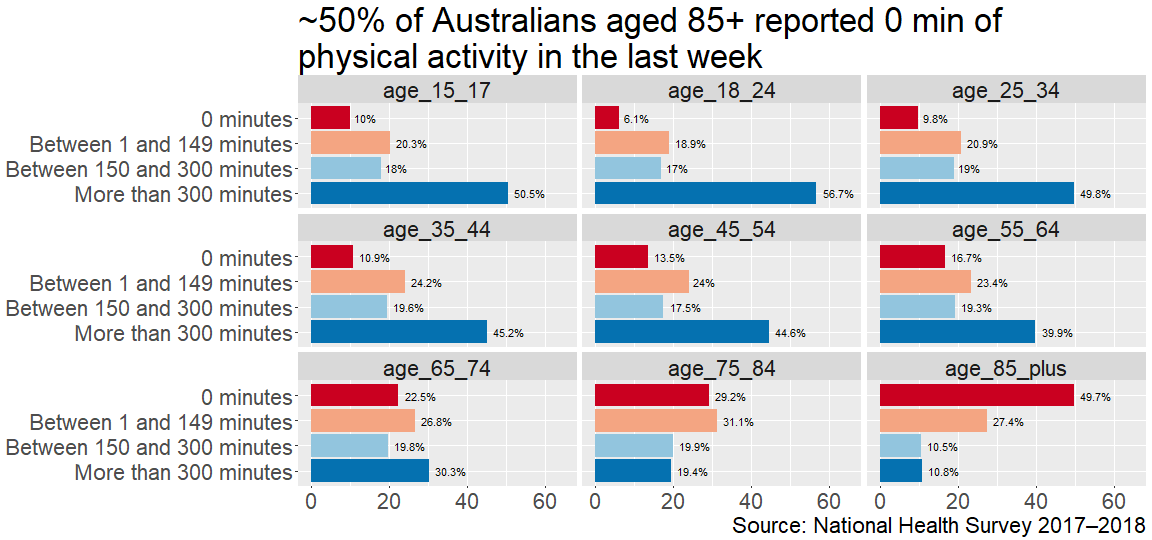 ~50% of Australians aged 85+ reported 0 min of
physical activity in the last week
age_15_17 age_18_24 age_25_34
0 minutes 10% 6.1% 9.8%
Between 1 and 149 minutes 20.3% 18.9% 20.9%
Between 150 and 300 minutes 18% 17% 19%
More than 300 minutes 50.5% 56.7% 49.8%
age_35_44 age_45_54 age_55_64
0 minutes 10.9% 13.5% 16.7%
Between 1 and 149 minutes 24.2% 24% 23.4%
Between 150 and 300 minutes 19.6% 17.5% 19.3%
More than 300 minutes 45.2% 44.6% 39.9%
age_65_74 age_75_84 age_85_plus
0 minutes 22.5% 29.2% 49.7%
Between 1 and 149 minutes 26.8% 31.1% 27.4%
Between 150 and 300 minutes 19.8% 19.9% 10.5%
More than 300 minutes 30.3% 19.4% 10.8%
0 20 40 60 0 20 40 60 0 20 40 60
Source: National Health Survey 2017–2018